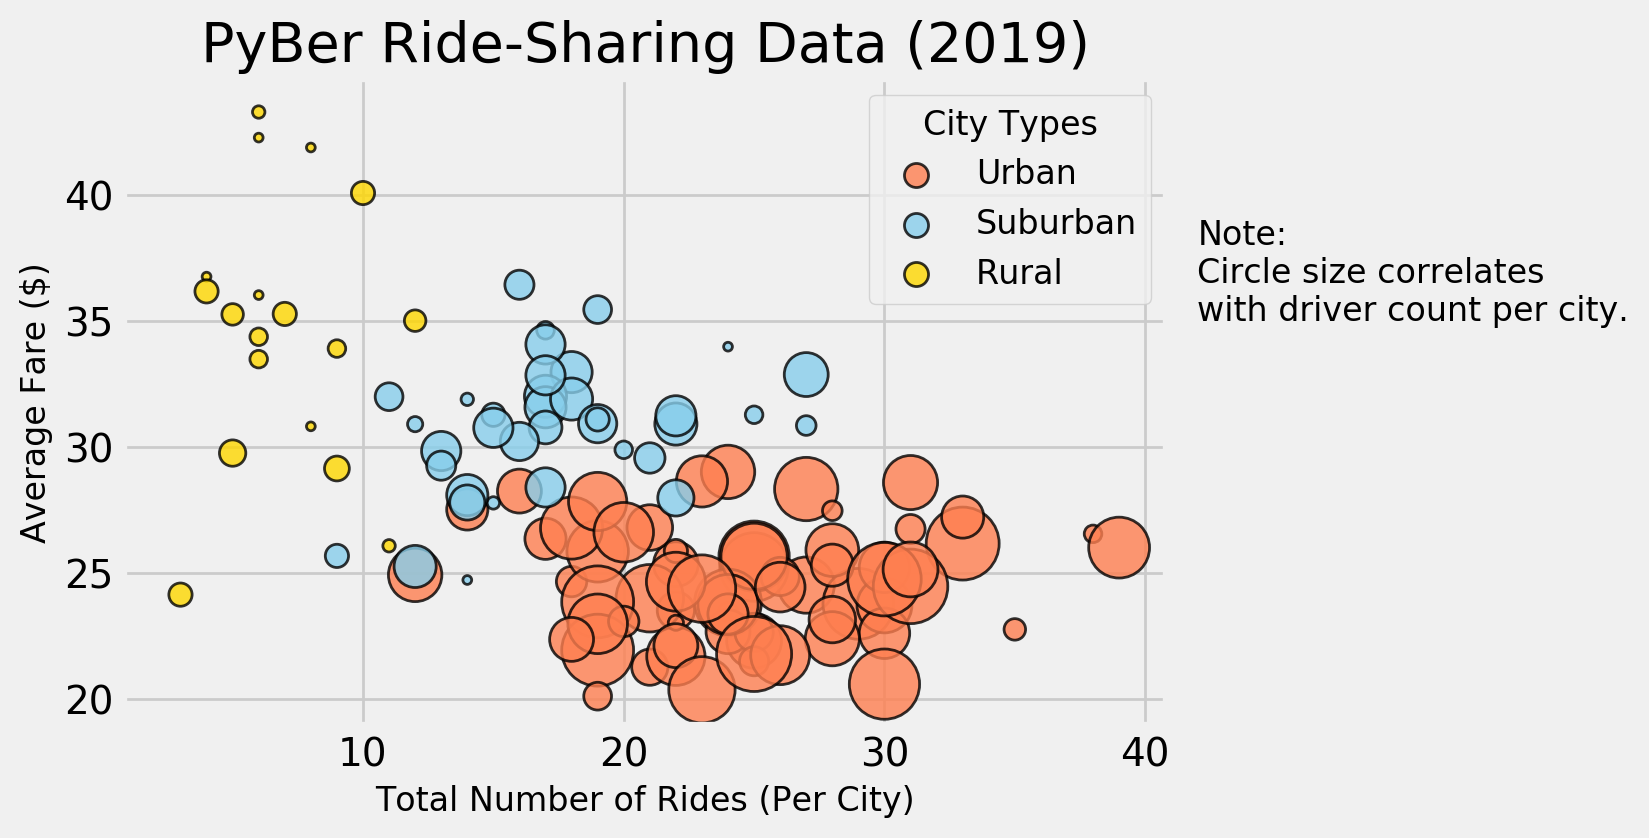 PyBer Ride-Sharing Data (2019)
City Types
Urban
Suburban
Rural
Note:
Circle size correlates
with driver count per city.
Average Fare ($)
40
35
30
25
20
10
20
30
40
Total Number of Rides (Per City)